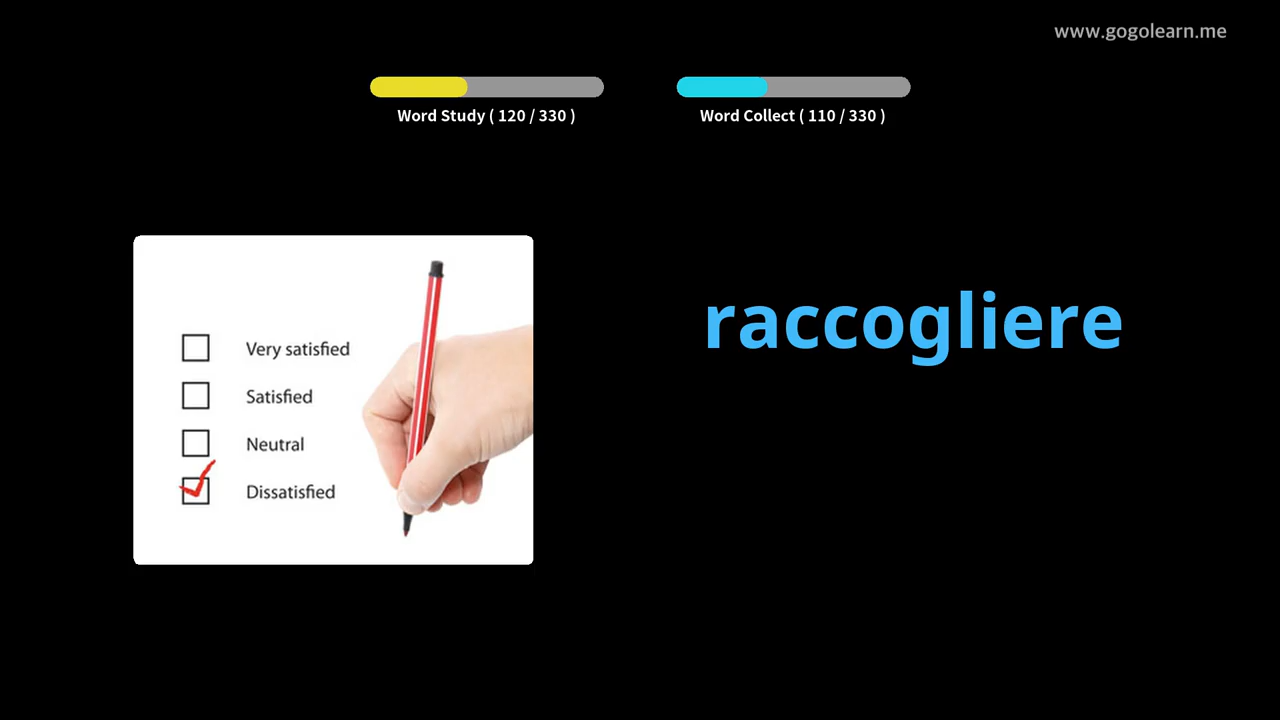 www.gogolearn.me
Word Study ( 120 / 330 )
Word Collect ( 110 / 330 )
raccogliere
Very satisfied
Satisfied
Neutral
Dissatisfied